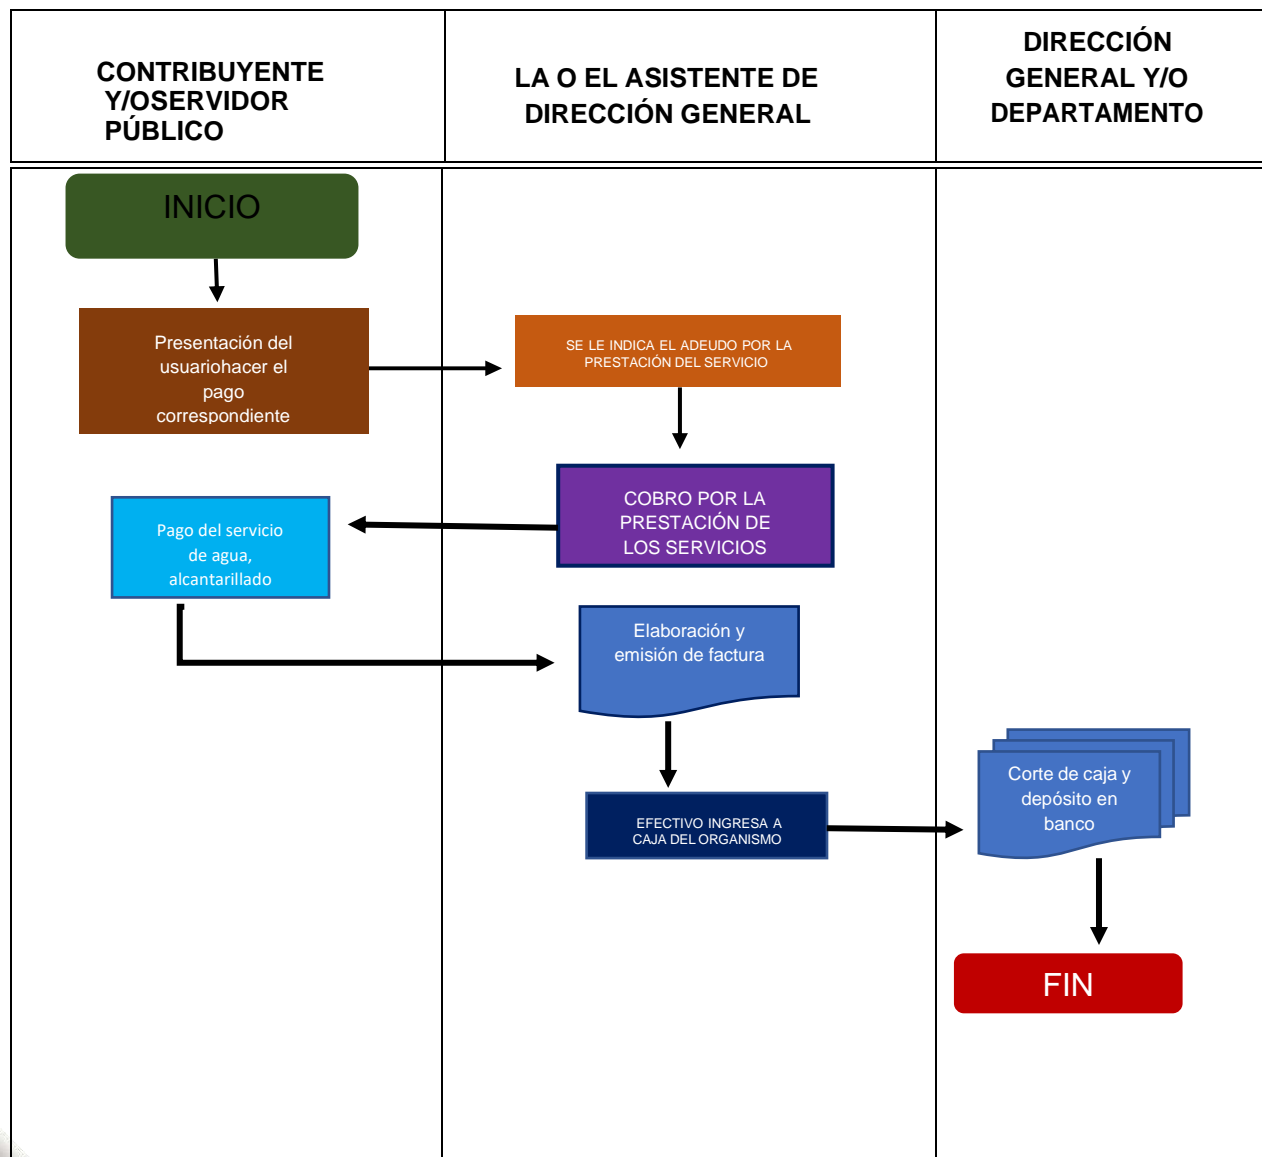 CONTRIBUYENTE
Y/OSERVIDOR
PÚBLICO
LA O EL ASISTENTE DE
DIRECCIÓN GENERAL
DIRECCIÓN
GENERAL Y/O
DEPARTAMENTO
INICIO
Presentación del
usuariohacer el
pago
correspondiente
SE LE INDICA EL ADEUDO POR LA
PRESTACIÓN DEL SERVICIO
COBRO POR LA
PRESTACIÓN DE
LOS SERVICIOS
Pago del servicio
de agua,
alcantarillado
Elaboración y
emisión de factura
EFECTIVO INGRESA A
CAJA DEL ORGANISMO
Corte de caja y
depósito en
banco
FIN